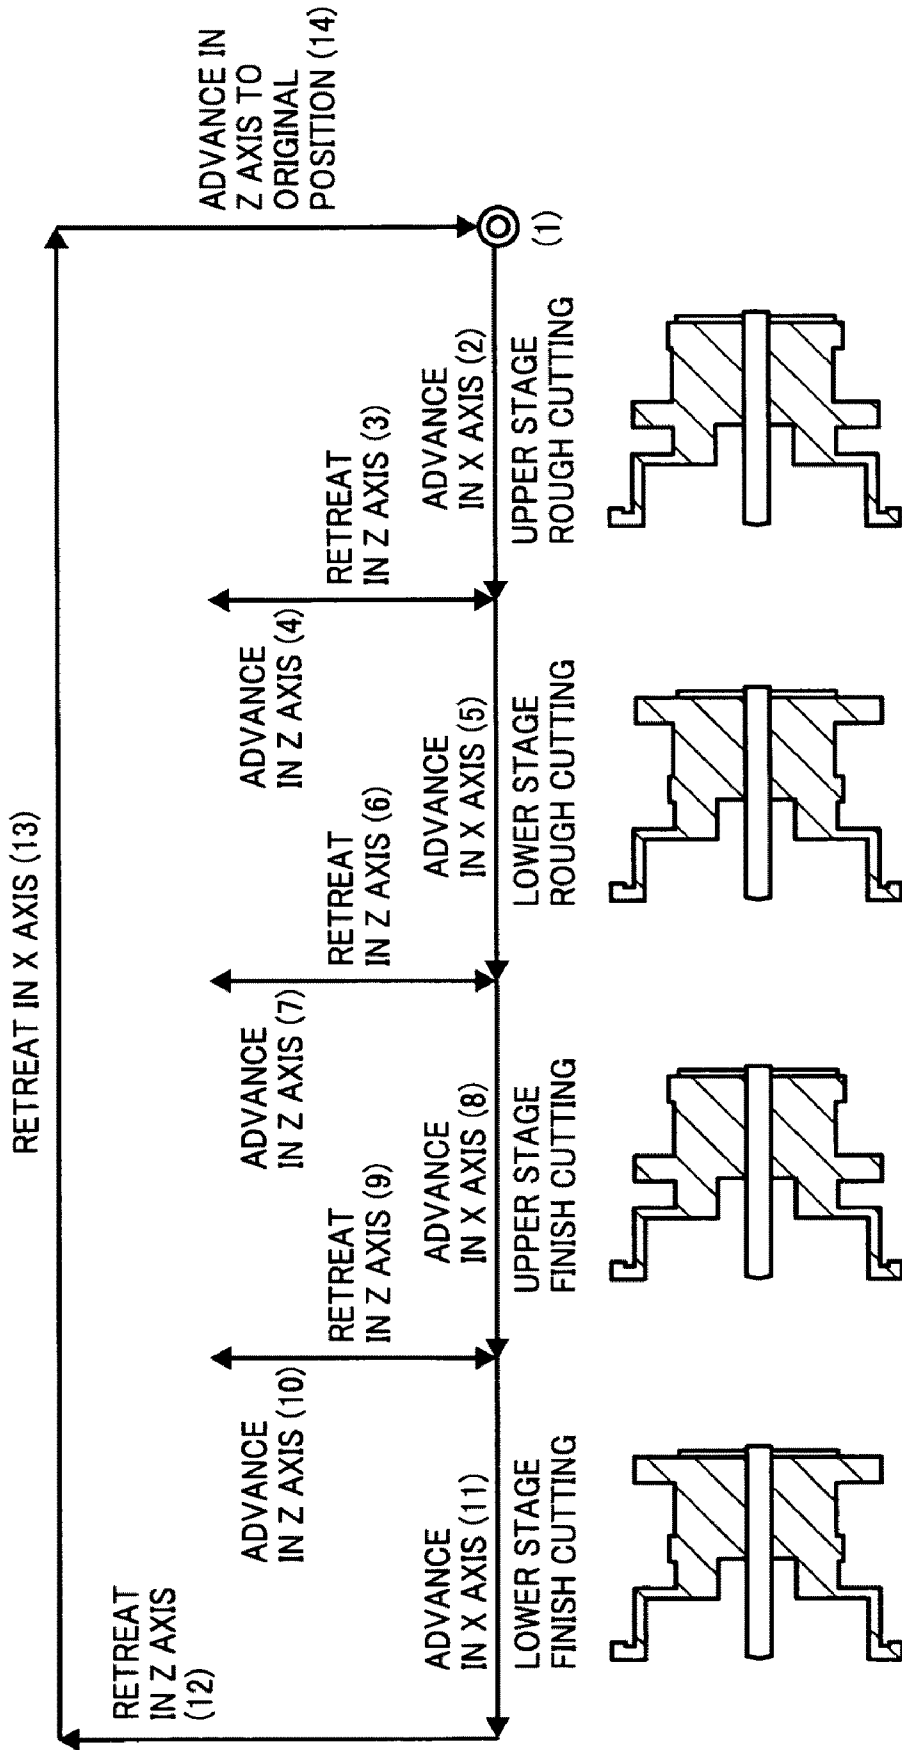 RETREAT IN X AXIS (13)
ADVANCE IN
Z AXIS TO
ORIGINAL
POSITION (14)
(1)
ADVANCE
IN X AXIS (2)
UPPER STAGE
ROUGH CUTTING
RETREAT
IN Z AXIS (3)
ADVANCE
IN Z AXIS (4)
ADVANCE
IN X AXIS (5)
LOWER STAGE
ROUGH CUTTING
RETREAT
IN Z AXIS (6)
ADVANCE
IN Z AXIS (7)
ADVANCE
IN X AXIS (8)
UPPER STAGE
FINISH CUTTING
RETREAT
IN Z AXIS (9)
ADVANCE
IN Z AXIS (10)
ADVANCE
IN X AXIS (11)
LOWER STAGE
FINISH CUTTING
RETREAT
IN Z AXIS
(12)